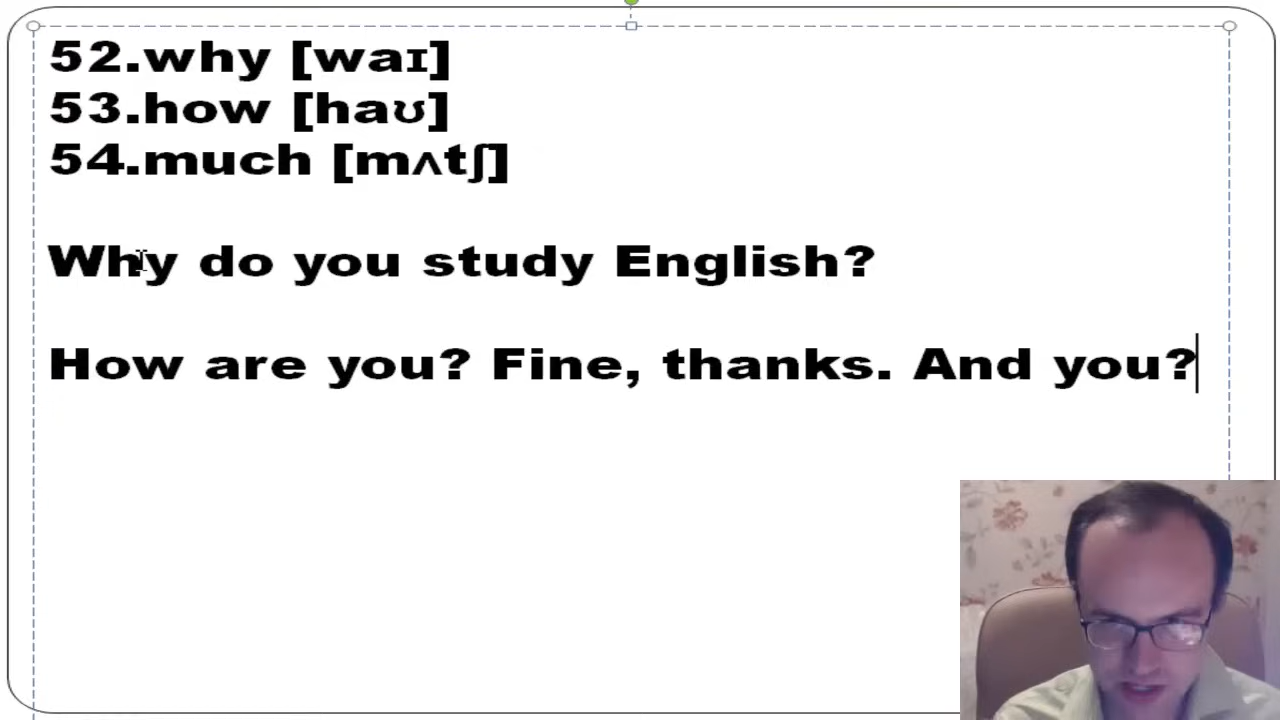 52.why [waɪ]
53.how [haʊ]
54.much [mʌtʃ]
Why do you study English?
How are you? Fine, thanks. And you?